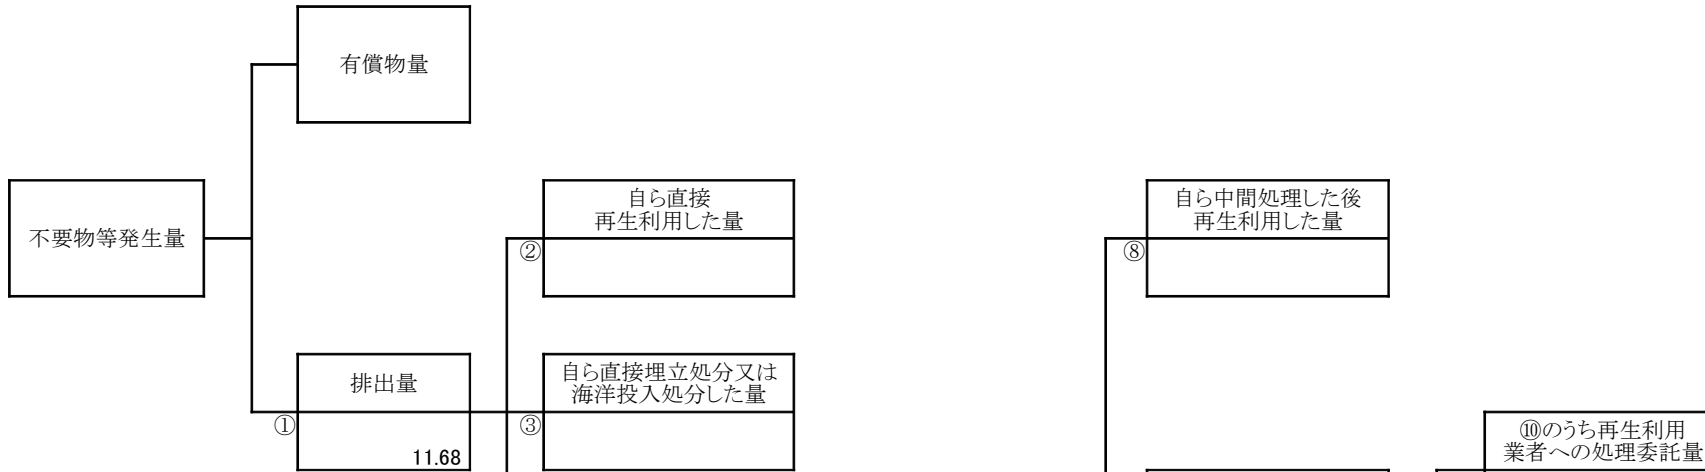 有償物量
不要物等発生量
自ら直接
再生利用した量
②
自ら中間処理した後
再生利用した量
⑧
排出量
①
11.68
自ら直接埋立処分又は
海洋投入処分した量
③
⑩のうち再生利用
業者への処理委託量